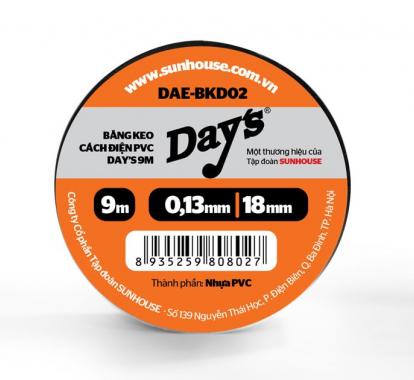 www.sunhouse.com.vn
DAE-BKD02
BĂNG KEO
CÁCH ĐIỆN PVC
DAY'S 9M
Day's®
Một thương hiệu của
Tập đoàn SUNHOUSE
9m
0,13mm | 18mm
8 935259 808027
Thành phần: Nhựa PVC
Công ty Cổ phần Tập đoàn SUNHOUSE - Số 139 Nguyễn Thái Học, P. Điện Biên, Q. Ba Đình, TP. Hà Nội